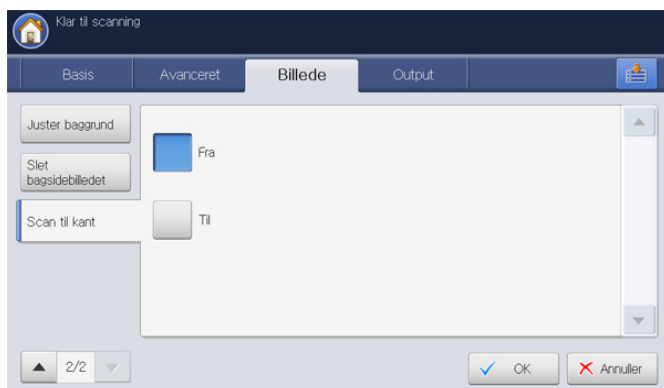 Klar til scanning
Basis
Avanceret
Billede
Output
Juster baggrund
Fra
Slet
bagsidebilledet
Scan til kant
Til
2/2
OK
Annuller